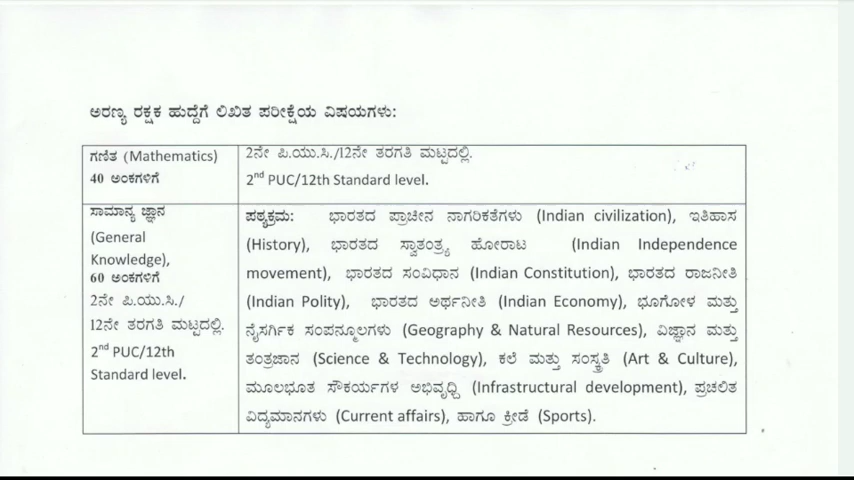 ಅರಣ್ಯ ರಕ್ಷಕ ಹುದ್ದೆಗೆ ಲಿಖಿತ ಪರೀಕ್ಷೆಯ ವಿಷಯಗಳು:
ಗಣಿತ (Mathematics)
40 ಅಂಕಗಳಿಗೆ
2ನೇ ಪಿ.ಯು.ಸಿ./12ನೇ ತರಗತಿ ಮಟ್ಟದಲ್ಲಿ.
2nd PUC/12th Standard level.
ಸಾಮಾನ್ಯ ಜ್ಞಾನ
(General
Knowledge),
60 ಅಂಕಗಳಿಗೆ
2ನೇ ಪಿ.ಯು.ಸಿ./
12ನೇ ತರಗತಿ ಮಟ್ಟದಲ್ಲಿ.
2nd PUC/12th
Standard level.
ಪಠ್ಯಕ್ರಮ: ಭಾರತದ ಪ್ರಾಚೀನ ನಾಗರಿಕತೆಗಳು (Indian civilization), ಇತಿಹಾಸ
(History), ಭಾರತದ ಸ್ವಾತಂತ್ರ್ಯ ಹೋರಾಟ (Indian Independence
movement), ಭಾರತದ ಸಂವಿಧಾನ (Indian Constitution), ಭಾರತದ ರಾಜನೀತಿ
(Indian Polity), ಭಾರತದ ಅರ್ಥನೀತಿ (Indian Economy), ಭೂಗೋಳ ಮತ್ತು
ನೈಸರ್ಗಿಕ ಸಂಪನ್ಮೂಲಗಳು (Geography & Natural Resources), ವಿಜ್ಞಾನ ಮತ್ತು
ತಂತ್ರಜಾನ (Science & Technology), ಕಲೆ ಮತ್ತು ಸಂಸ್ಕೃತಿ (Art & Culture),
ಮೂಲಭೂತ ಸೌಕರ್ಯಗಳ ಅಭಿವೃದ್ಧಿ (Infrastructural development), ಪ್ರಚಲಿತ
ವಿದ್ಯಮಾನಗಳು (Current affairs), ಹಾಗೂ ಕ್ರೀಡೆ (Sports).